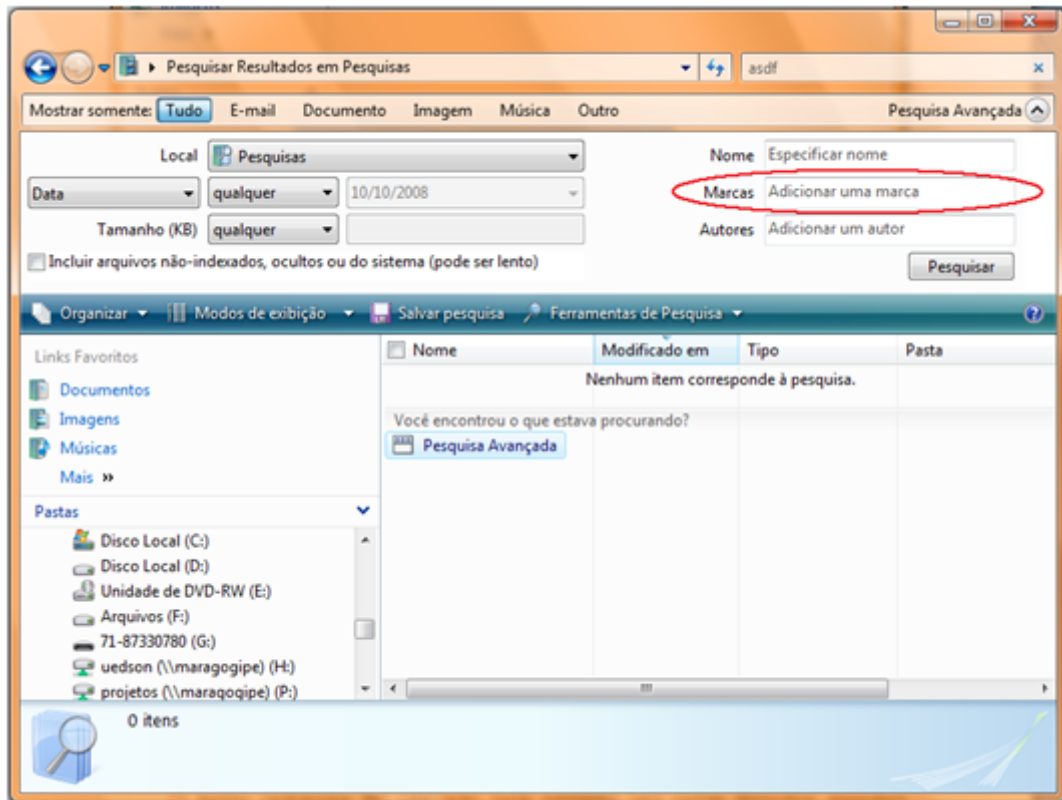 Pesquisar Resultados em Pesquisas asdf
Mostrar somente: Tudo E-mail Documento Imagem Música Outro Pesquisa Avançada
Local Pesquisas Nome Especificar nome
Data qualquer 10/10/2008 Marcas Adicionar uma marca
Tamanho (KB) qualquer Autores Adicionar um autor
Incluir arquivos não-indexados, ocultos ou do sistema (pode ser lento) Pesquisar
Organizar Modos de exibição Salvar pesquisa Ferramentas de Pesquisa
Links Favoritos
Documentos
Imagens
Músicas
Mais »
Pastas
Disco Local (C:)
Disco Local (D:)
Unidade de DVD-RW (E:)
Arquivos (F:)
71-87330780 (G:)
uedson (\\maragogipe) (H:)
projetos (\\maragogipe) (P:)
Nome Modificado em Tipo Pasta
Nenhum item corresponde à pesquisa.
Você encontrou o que estava procurando?
Pesquisa Avançada
0 itens